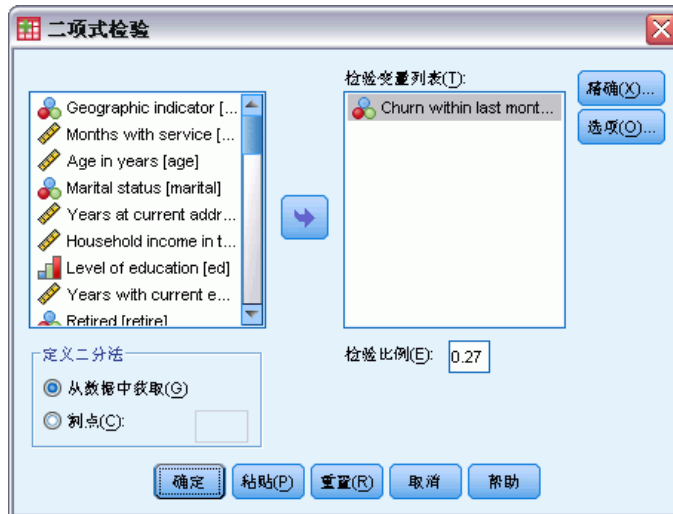 二项式检验
Geographic indicator [...
Months with service [...
Age in years [age]
Marital status [marital]
Years at current addr...
Household income in t...
Level of education [ed]
Years with current e...
Retired [retire]
检验变量列表(T):
Churn within last mont...
精确(X)...
选项(O)...
定义二分法
从数据中获取(G)
割点(C):
检验比例(E): 0.27
确定
粘贴(P)
重置(R)
取消
帮助